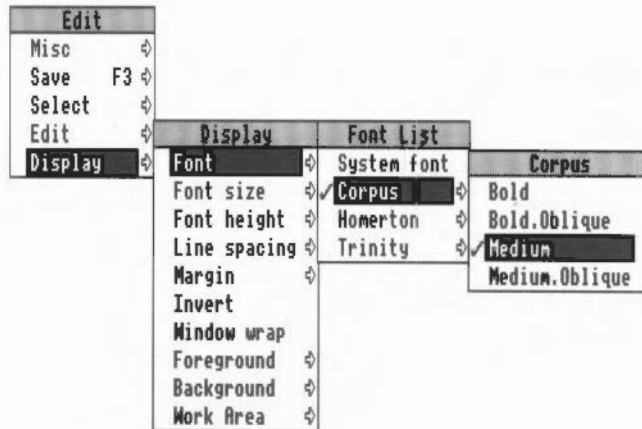 Edit
Misc
Save F3
Select
Edit
Display
Display
Font
Font size
Font height
Line spacing
Margin
Invert
Window wrap
Foreground
Background
Work Area
Font List
System font
Corpus
Homerton
Trinity
Corpus
Bold
Bold.Oblique
Medium
Medium.Oblique